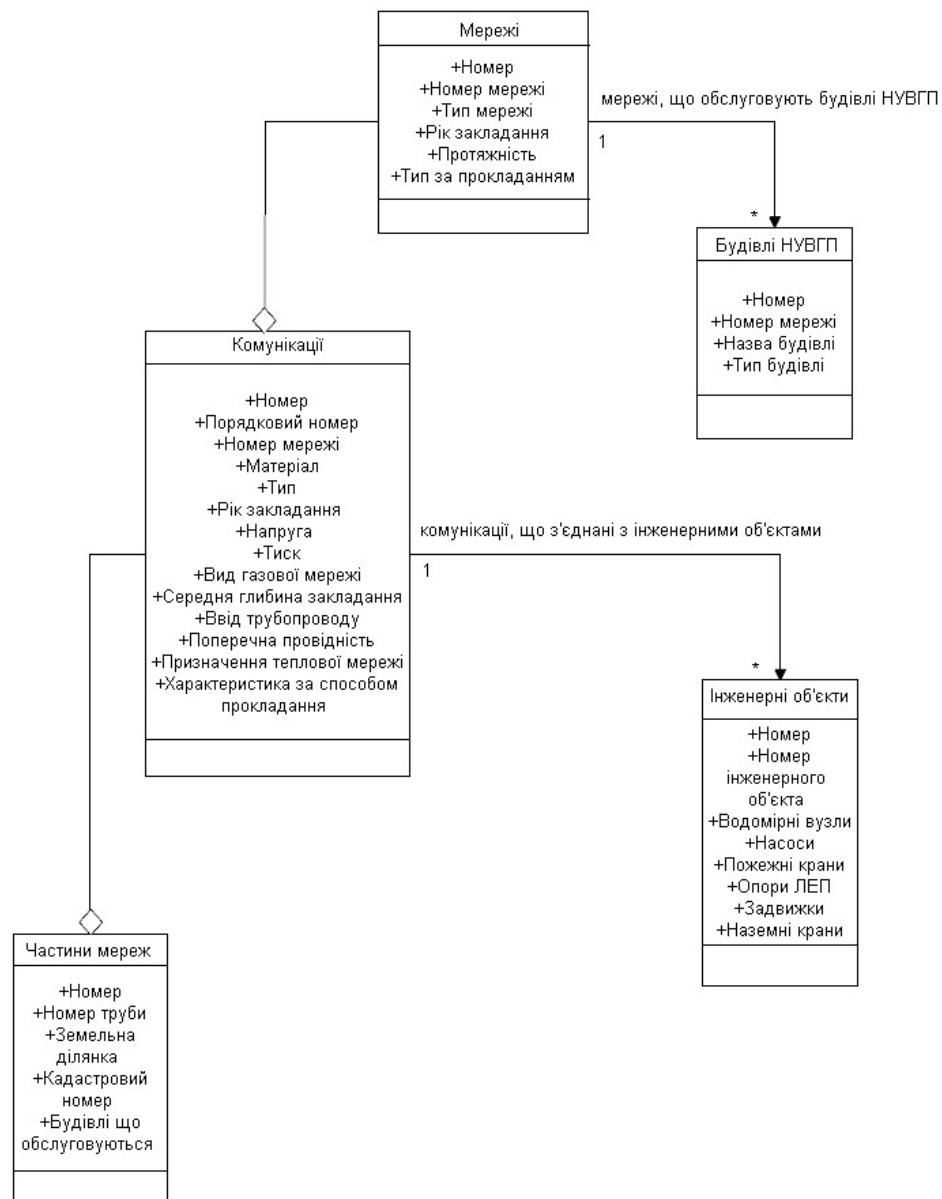 Мережі
+Номер
+Номер мережі
+Тип мережі
+Рік закладання
+Протяжність
+Тип за прокладанням
мережі, що обслуговують будівлі НУВГП
1
*
Будівлі НУВГП
+Номер
+Номер мережі
+Назва будівлі
+Тип будівлі
Комунікації
+Номер
+Порядковий номер
+Номер мережі
+Матеріал
+Тип
+Рік закладання
+Напруга
+Тиск
+Вид газової мережі
+Середня глибина закладання
+Ввід трубопроводу
+Поперечна провідність
+Призначення теплової мережі
+Характеристика за способом
прокладання
комунікації, що з'єднані з інженерними об'єктами
1
*
Інженерні об'єкти
+Номер
+Номер
інженерного
об'єкта
+Водомірні вузли
+Насоси
+Пожежні крани
+Опори ЛЕП
+Задвижки
+Наземні крани
Частини мереж
+Номер
+Номер труби
+Земельна
ділянка
+Кадастровий
номер
+Будівлі що
обслуговуються